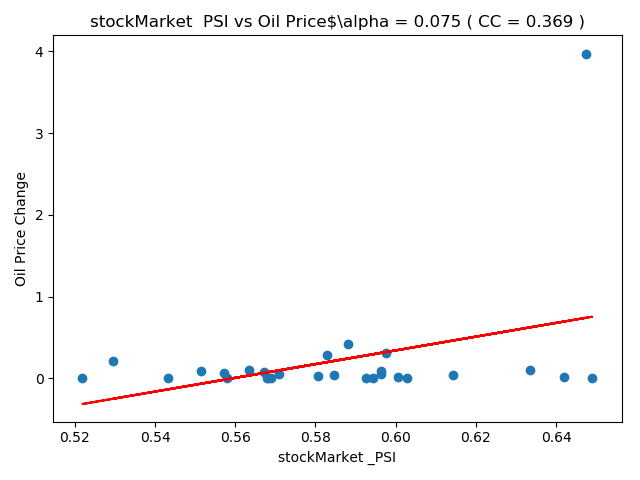 stockMarket  PSI vs Oil Price$\alpha = 0.075 ( CC = 0.369 )
4
3
2
1
0
Oil Price Change
0.52 0.54 0.56 0.58 0.60 0.62 0.64
stockMarket _PSI